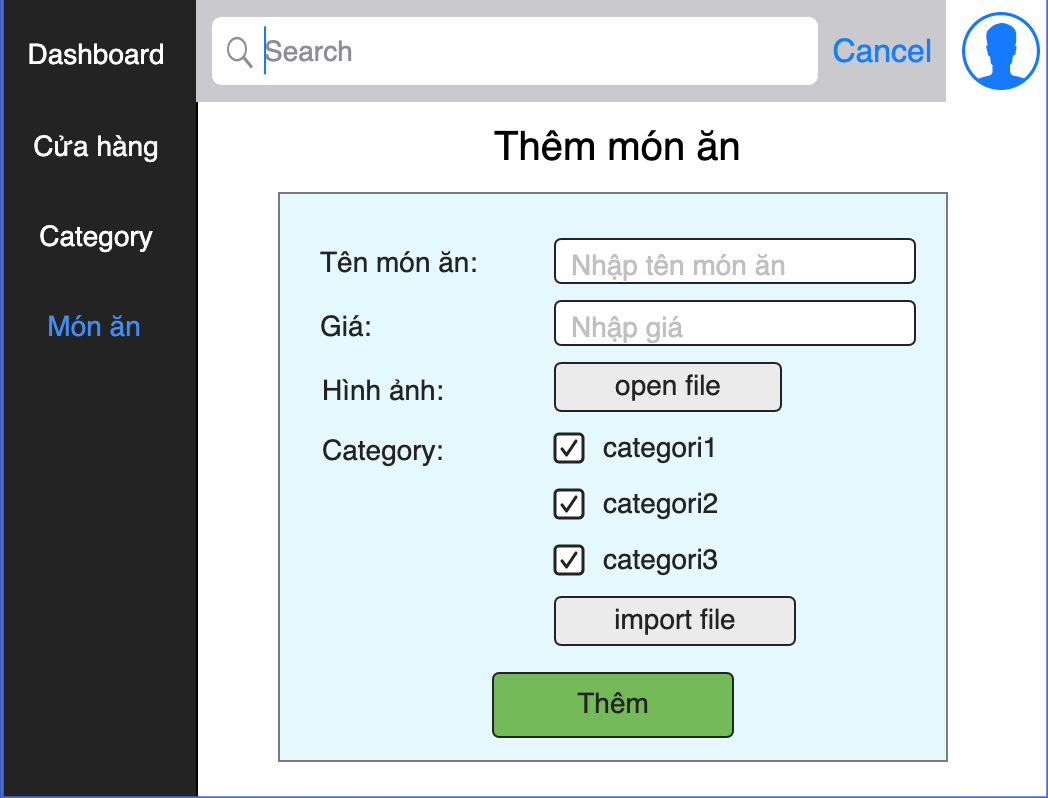 Dashboard
Cửa hàng
Category
Món ăn
Search
Cancel
Thêm món ăn
Tên món ăn:
Nhập tên món ăn
Giá:
Nhập giá
Hình ảnh:
open file
Category:
categori1
categori2
categori3
import file
Thêm